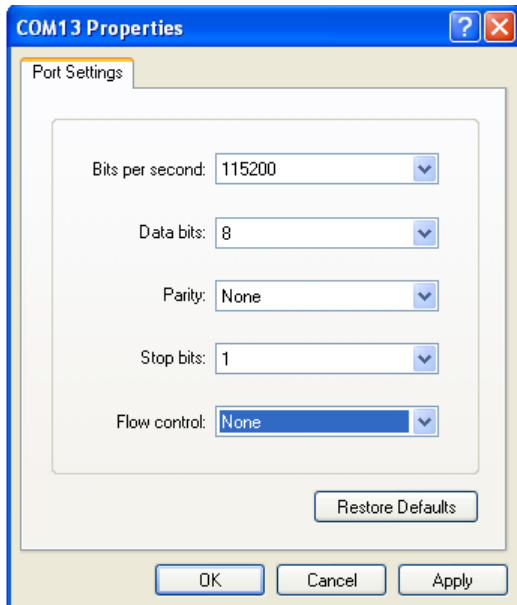 COM13 Properties
Port Settings
Bits per second: 115200
Data bits: 8
Parity: None
Stop bits: 1
Flow control: None
Restore Defaults
OK Cancel Apply